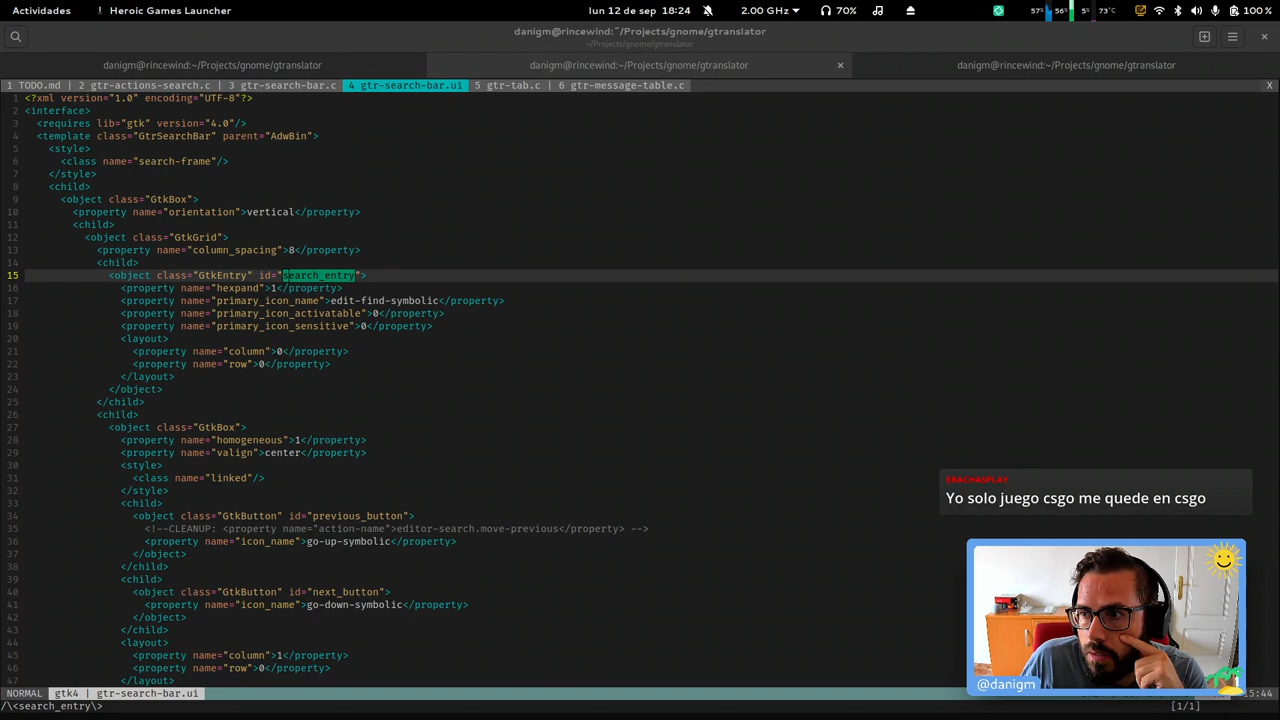 Actividades
Heroic Games Launcher
lun 12 de sep 18:24
2.00 GHz
70%
57%
56%
5%
73°C
100 %
danigm@rincewind:~/Projects/gnome/gtranslator
~/Projects/gnome/gtranslator
danigm@rincewind:~/Projects/gnome/gtranslator
danigm@rincewind:~/Projects/gnome/gtranslator
danigm@rincewind:~/Projects/gnome/gtranslator
1 TODO.md | 2 gtr-actions-search.c | 3 gtr-search-bar.c 4 gtr-search-bar.ui 5 gtr-tab.c | 6 gtr-message-table.c X
1 <?xml version="1.0" encoding="UTF-8"?>
2 <interface>
3 <requires lib="gtk" version="4.0"/>
4 <template class="GtrSearchBar" parent="AdwBin">
5 <style>
6 <class name="search-frame"/>
7 </style>
8 <child>
9 <object class="GtkBox">
10 <property name="orientation">vertical</property>
11 <child>
12 <object class="GtkGrid">
13 <property name="column_spacing">8</property>
14 <child>
15 <object class="GtkEntry" id="search_entry">
16 <property name="hexpand">1</property>
17 <property name="primary_icon_name">edit-find-symbolic</property>
18 <property name="primary_icon_activatable">0</property>
19 <property name="primary_icon_sensitive">0</property>
20 <layout>
21 <property name="column">0</property>
22 <property name="row">0</property>
23 </layout>
24 </object>
25 </child>
26 <child>
27 <object class="GtkBox">
28 <property name="homogeneous">1</property>
29 <property name="valign">center</property>
30 <style>
31 <class name="linked"/>
32 </style>
33 <child>
34 <object class="GtkButton" id="previous_button">
35 <!--CLEANUP: <property name="action-name">editor-search.move-previous</property> -->
36 <property name="icon_name">go-up-symbolic</property>
37 </object>
38 </child>
39 <child>
40 <object class="GtkButton" id="next_button">
41 <property name="icon_name">go-down-symbolic</property>
42 </object>
43 </child>
44 <layout>
45 <property name="column">1</property>
46 <property name="row">0</property>
47 </layout>
ERACHASPLAY
Yo solo juego csgo me quede en csgo
@danigm
NORMAL gtk4 | gtr-search-bar.ui
15:44
/\<search_entry\>
[1/1]